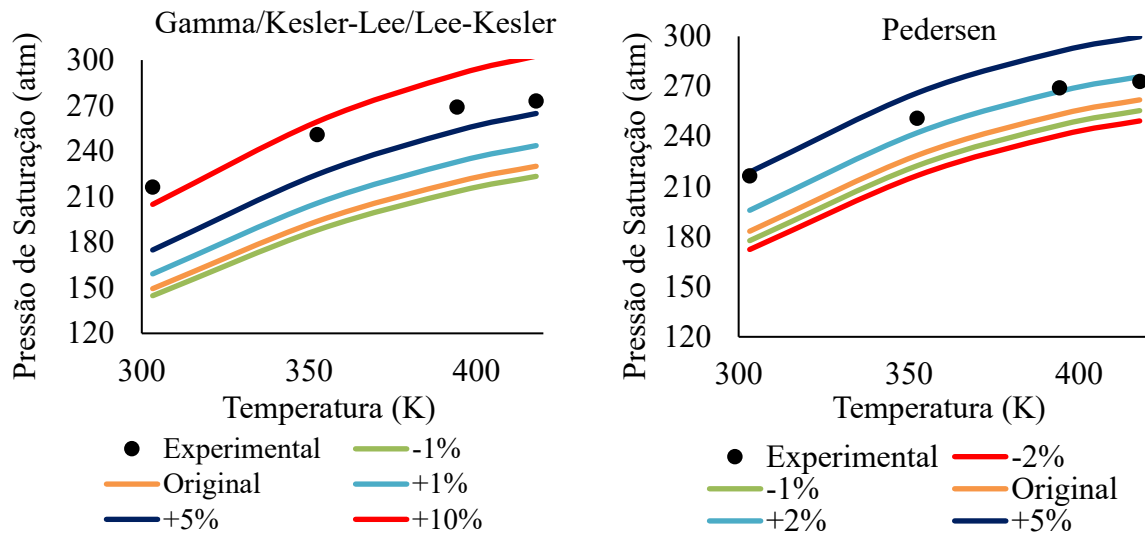 Gamma/Kesler-Lee/Lee-Kesler
Pressão de Saturação (atm)
300
270
240
210
180
150
120
300 350 400
Temperatura (K)
Experimental -1%
Original +1%
+5% +10%
Pedersen
Pressão de Saturação (atm)
300
270
240
210
180
150
120
300 350 400
Temperatura (K)
Experimental -2%
-1% Original
+2% +5%